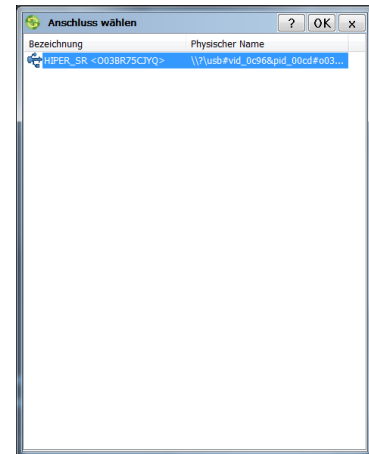 Anschluss wählen ? OK x
Bezeichnung Physischer Name
HIPER_SR <O03BR75CJYQ> \\?\usb#vid_0c96&pid_00cd#o03...